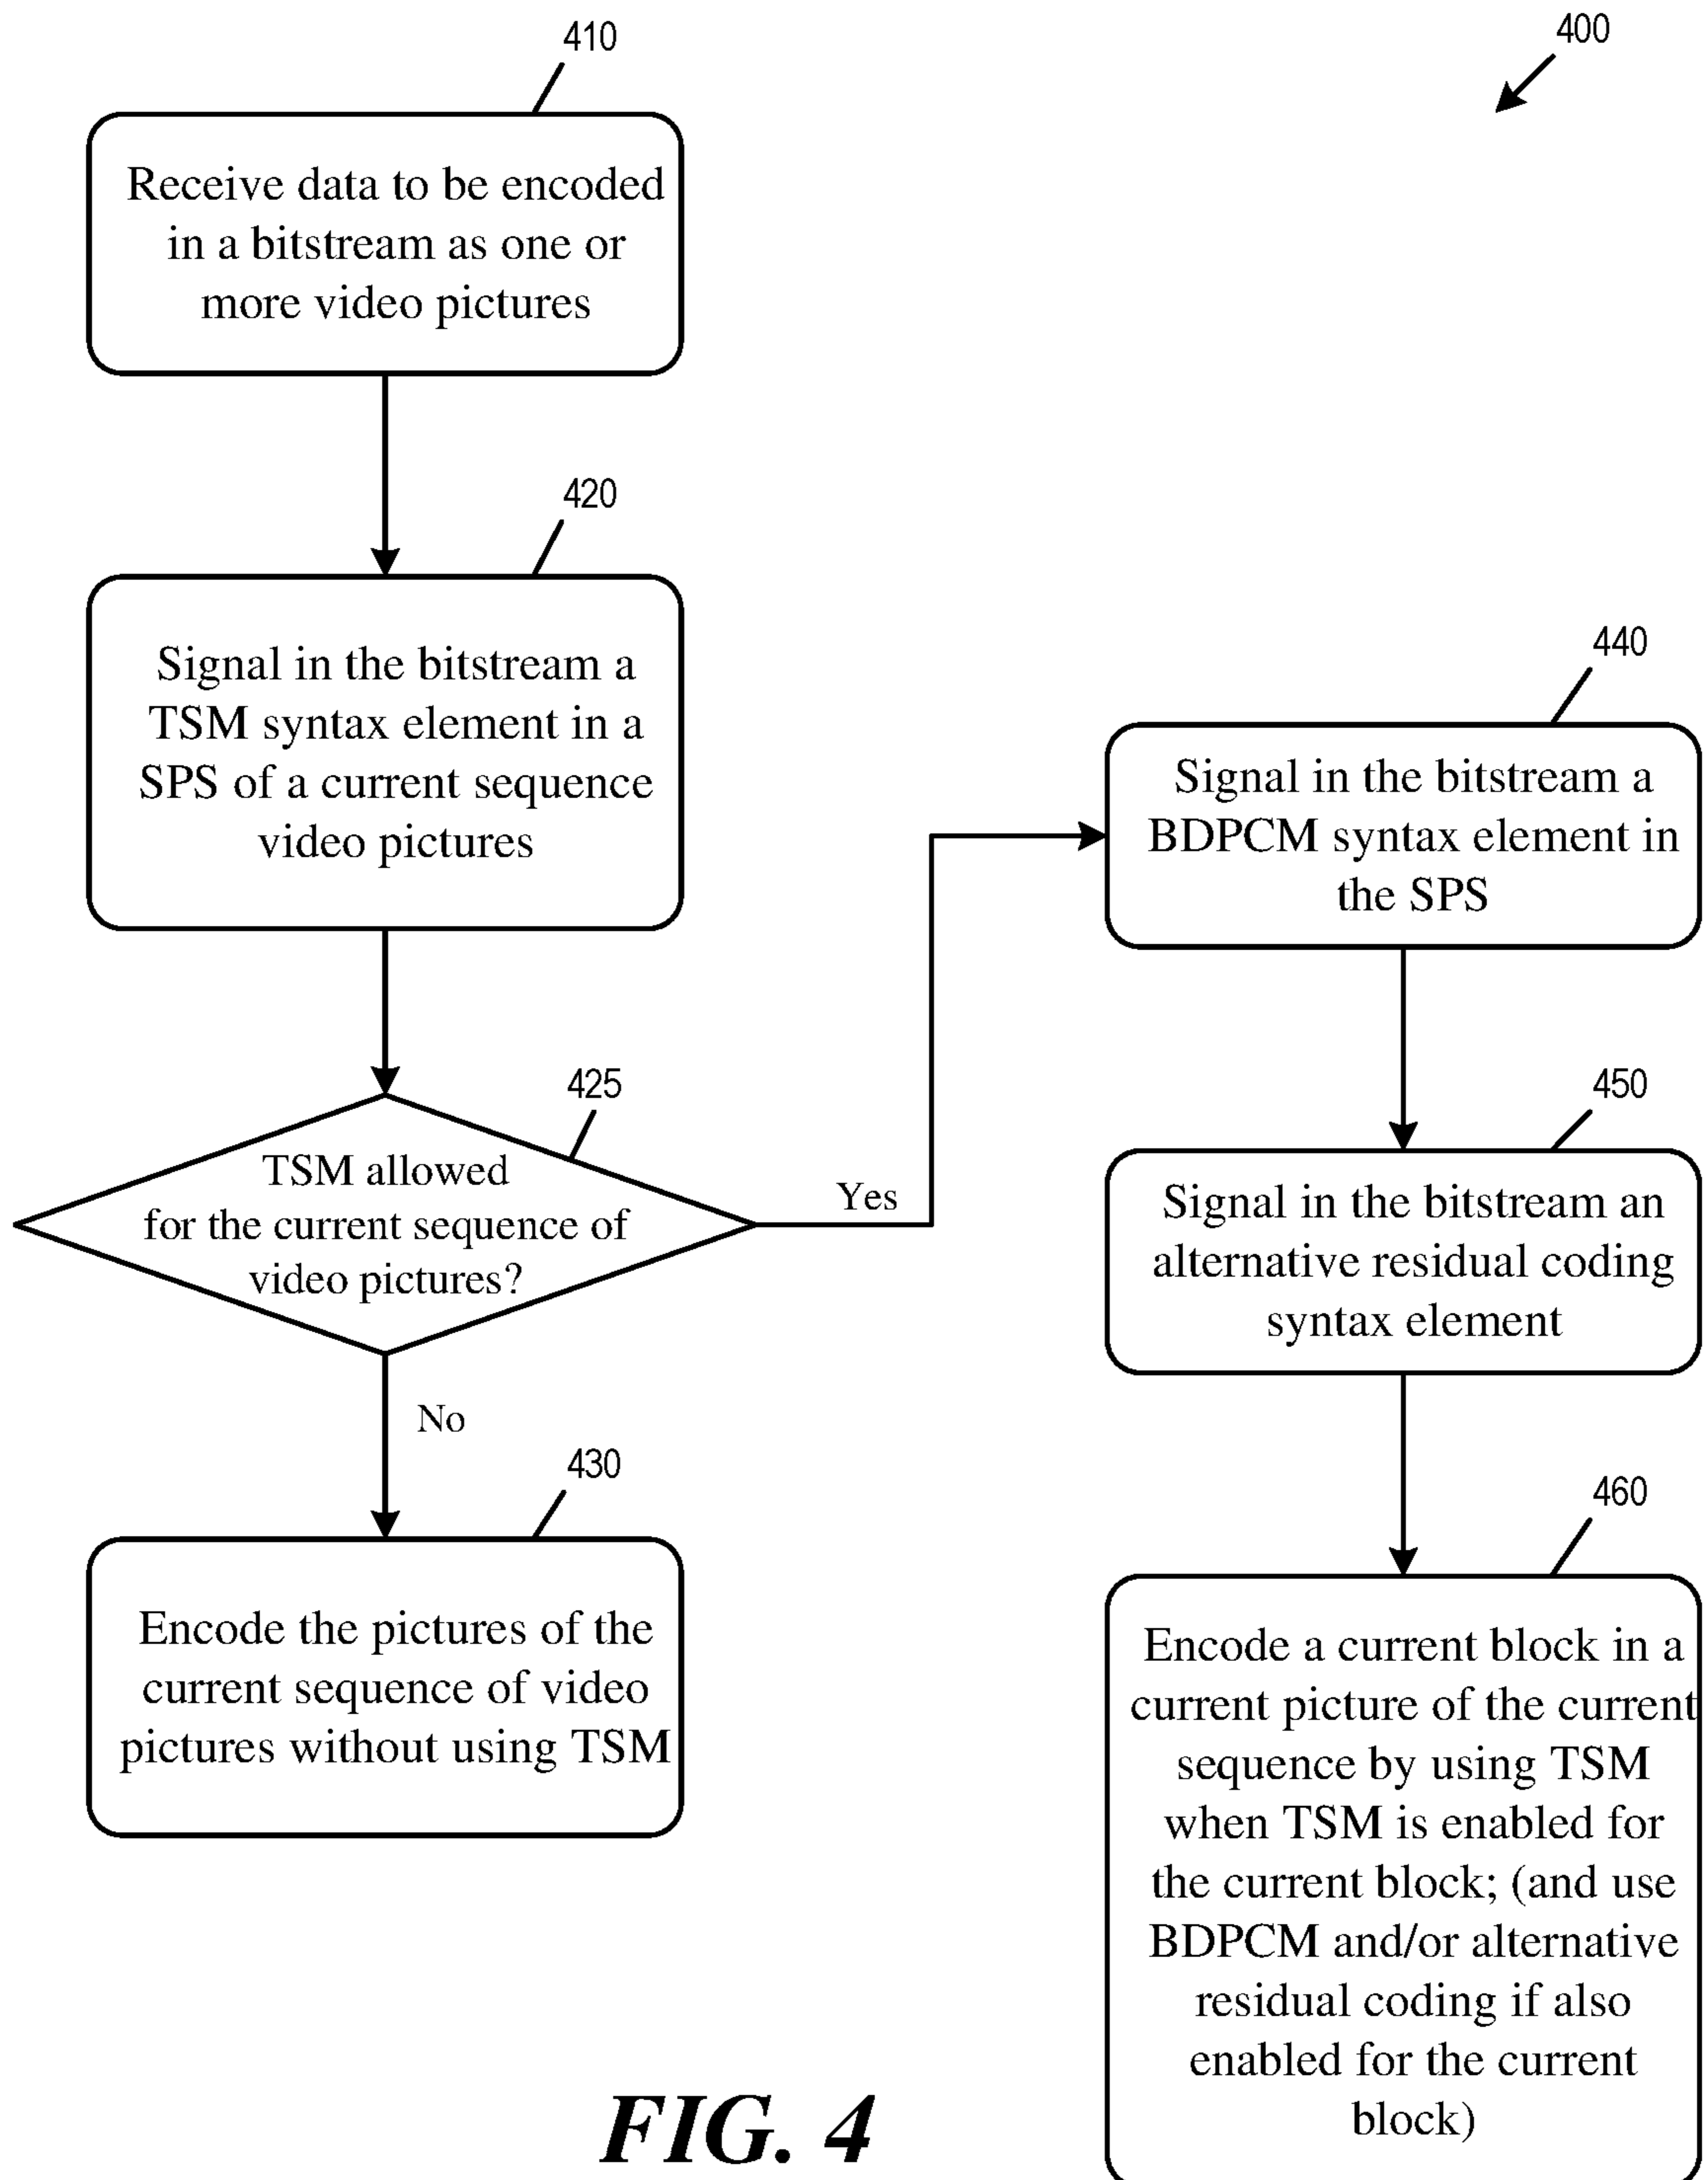 400
410
Receive data to be encoded
in a bitstream as one or
more video pictures
420
Signal in the bitstream a
TSM syntax element in a
SPS of a current sequence
video pictures
425
TSM allowed
for the current sequence of
video pictures?
Yes
No
430
Encode the pictures of the
current sequence of video
pictures without using TSM
440
Signal in the bitstream a
BDPCM syntax element in
the SPS
450
Signal in the bitstream an
alternative residual coding
syntax element
460
Encode a current block in a
current picture of the current
sequence by using TSM
when TSM is enabled for
the current block; (and use
BDPCM and/or alternative
residual coding if also
enabled for the current
block)
FIG. 4